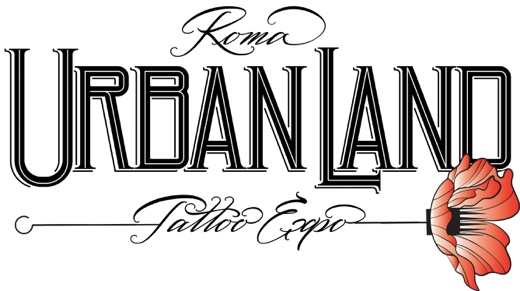 Roma
URBAN LAND
Tattoo Expo